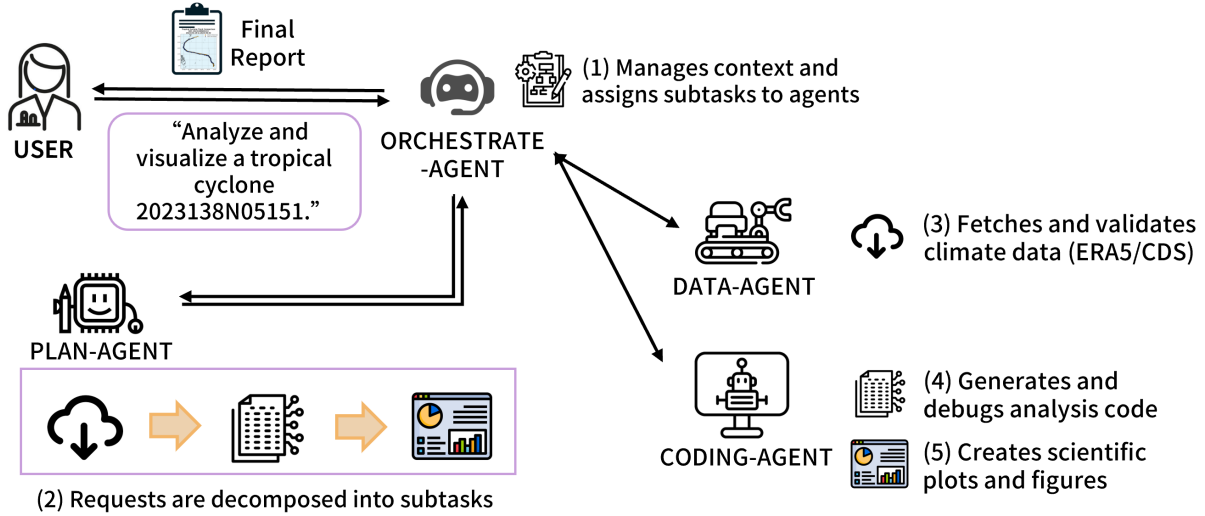 Final
Report
USER
“Analyze and
visualize a tropical
cyclone
2023138N05151.”
ORCHESTRATE
-AGENT
(1) Manages context and
assigns subtasks to agents
DATA-AGENT
(3) Fetches and validates
climate data (ERA5/CDS)
PLAN-AGENT
(2) Requests are decomposed into subtasks
CODING-AGENT
(4) Generates and
debugs analysis code
(5) Creates scientific
plots and figures